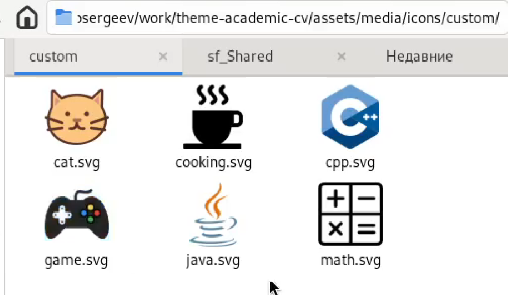 osergeev/work/theme-academic-cv/assets/media/icons/custom/
custom × sf_Shared × Недавние
cat.svg cooking.svg cpp.svg
game.svg java.svg math.svg